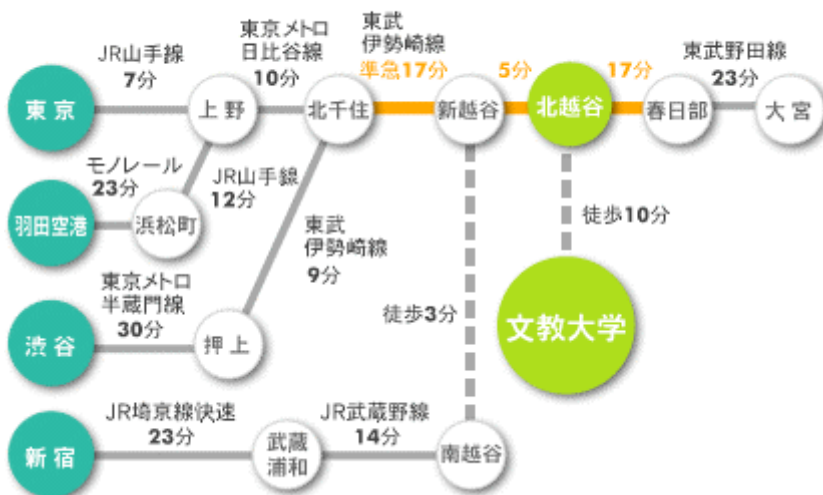 JR山手線
7分
東京メトロ
日比谷線
10分
東武
伊勢崎線
準急17分
5分
17分
東武野田線
23分
東京
上野
北千住
新越谷
北越谷
春日部
大宮
モノレール
23分
JR山手線
12分
羽田空港
浜松町
東武
伊勢崎線
9分
徒歩10分
東京メトロ
半蔵門線
30分
渋谷
押上
徒歩3分
文教大学
JR埼京線快速
23分
JR武蔵野線
14分
新宿
武蔵
浦和
南越谷